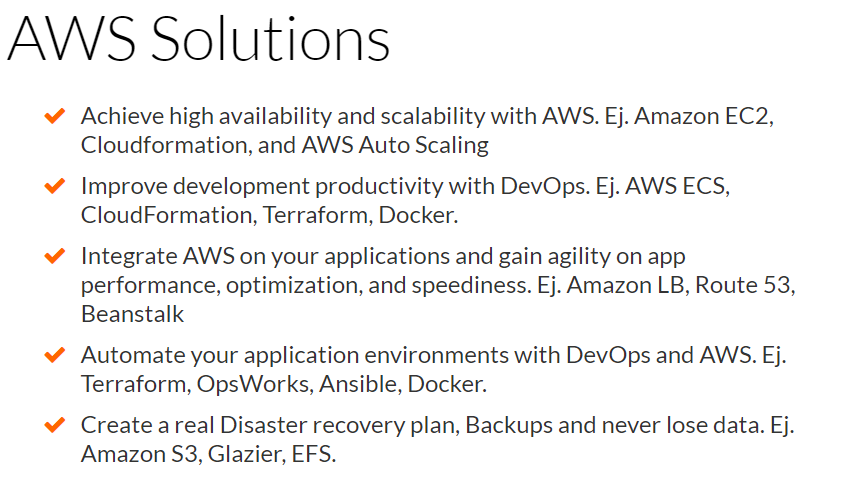 AWS Solutions
Achieve high availability and scalability with AWS. Ej. Amazon EC2,
Cloudformation, and AWS Auto Scaling
Improve development productivity with DevOps. Ej. AWS ECS,
CloudFormation, Terraform, Docker.
Integrate AWS on your applications and gain agility on app
performance, optimization, and speediness. Ej. Amazon LB, Route 53,
Beanstalk
Automate your application environments with DevOps and AWS. Ej.
Terraform, OpsWorks, Ansible, Docker.
Create a real Disaster recovery plan, Backups and never lose data. Ej.
Amazon S3, Glazier, EFS.